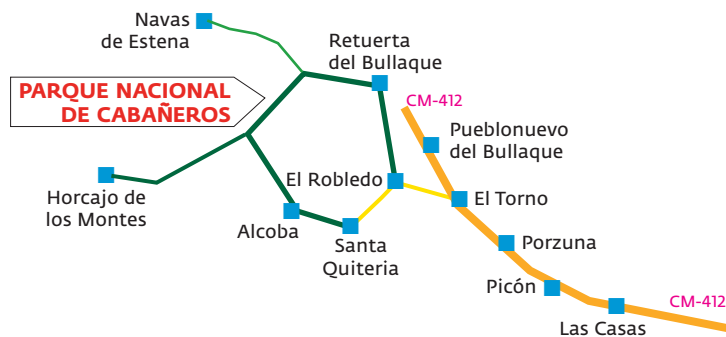 Navas
de Estena
Retuerta
del Bullaque
PARQUE NACIONAL
DE CABAÑEROS
CM-412
Pueblonuevo
del Bullaque
El Robledo
El Torno
Horcajo de
los Montes
Alcoba
Santa
Quiteria
Porzuna
Picón
CM-412
Las Casas